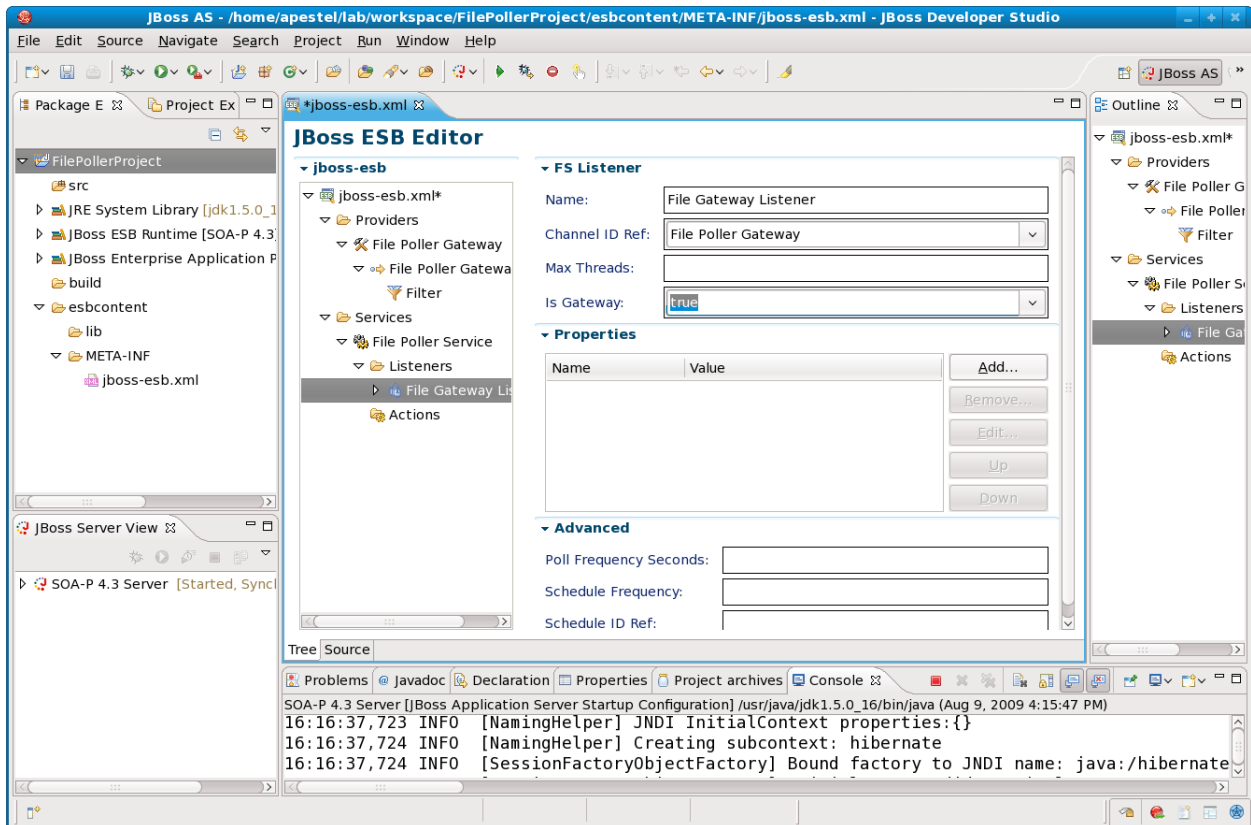 JBoss AS - /home/apestel/lab/workspace/FilePollerProject/esbcontent/META-INF/jboss-esb.xml - JBoss Developer Studio
File Edit Source Navigate Search Project Run Window Help
JBoss AS »
Package E Project Ex
FilePollerProject
src
JRE System Library [jdk1.5.0_1
JBoss ESB Runtime [SOA-P 4.3
JBoss Enterprise Application P
build
esbcontent
lib
META-INF
jboss-esb.xml
JBoss Server View
SOA-P 4.3 Server [Started, Syncl
*jboss-esb.xml
JBoss ESB Editor
jboss-esb
jboss-esb.xml*
Providers
File Poller Gateway
File Poller Gatewa
Filter
Services
File Poller Service
Listeners
File Gateway Lis
Actions
FS Listener
Name: File Gateway Listener
Channel ID Ref: File Poller Gateway
Max Threads:
Is Gateway: true
Properties
Name Value
Add...
Remove...
Edit...
Up
Down
Advanced
Poll Frequency Seconds:
Schedule Frequency:
Schedule ID Ref:
Tree Source
Outline
jboss-esb.xml*
Providers
File Poller G
File Poller
Filter
Services
File Poller Se
Listeners
File Ga
Actions
Problems @ Javadoc Declaration Properties Project archives Console
SOA-P 4.3 Server [JBoss Application Server Startup Configuration] /usr/java/jdk1.5.0_16/bin/java (Aug 9, 2009 4:15:47 PM)
16:16:37,723 INFO [NamingHelper] JNDI InitialContext properties:{}
16:16:37,724 INFO [NamingHelper] Creating subcontext: hibernate
16:16:37,724 INFO [SessionFactoryObjectFactory] Bound factory to JNDI name: java:/hibernate